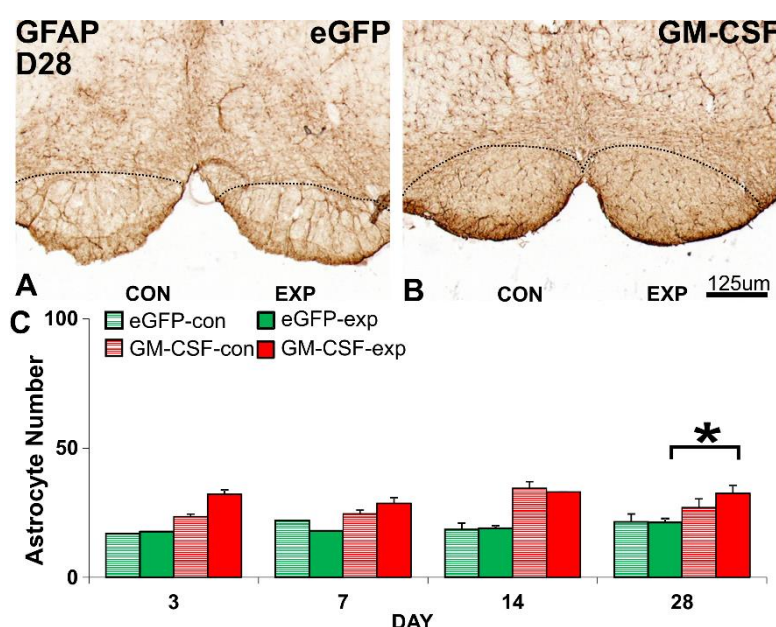 GFAP eGFP GM-CSF
D28
A CON EXP B CON EXP 125um
C 100 eGFP-con eGFP-exp
GM-CSF-con GM-CSF-exp
Astrocyte Number
50
*
0
3 7 14 28
DAY